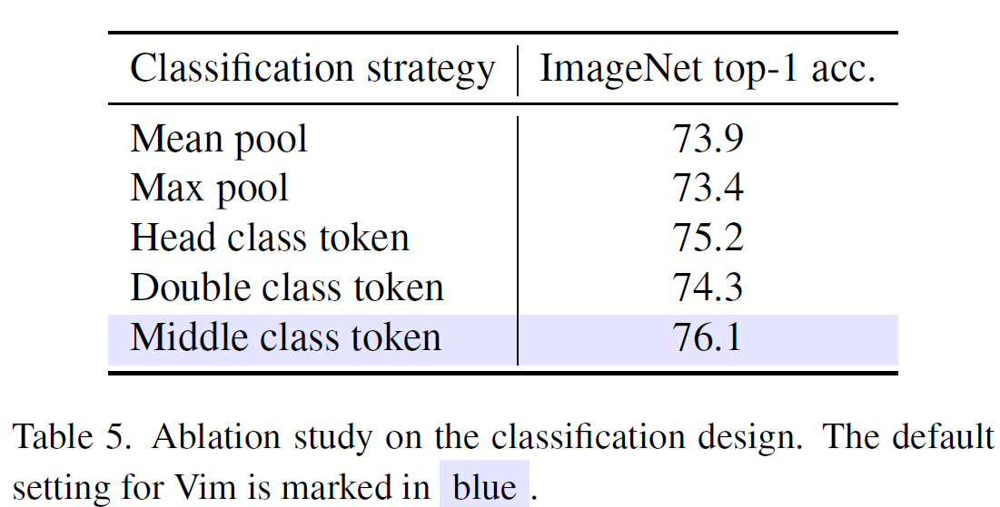 Classification strategy ImageNet top-1 acc.
Mean pool 73.9
Max pool 73.4
Head class token 75.2
Double class token 74.3
Middle class token 76.1
Table 5. Ablation study on the classification design. The default
setting for Vim is marked in blue .